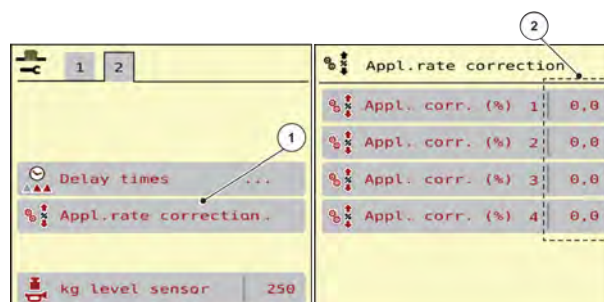 2
1 2
1
Delay times ...
Appl.rate correction.
kg level sensor 250
Appl.rate correction
Appl. corr. (%) 1 0,0
Appl. corr. (%) 2 0,0
Appl. corr. (%) 3 0,0
Appl. corr. (%) 4 0,0